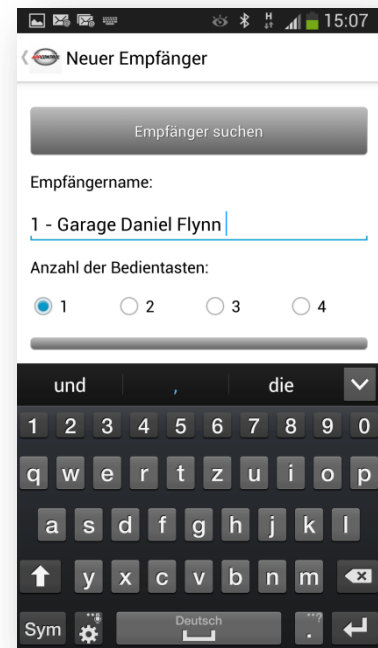 H
15:07
Neuer Empfänger
Empfänger suchen
Empfängername:
1 - Garage Daniel Flynn
Anzahl der Bedientasten:
1 2 3 4
und , die
1 2 3 4 5 6 7 8 9 0
q w e r t z u i o p
a s d f g h j k l
y x c v b n m
Sym Deutsch .